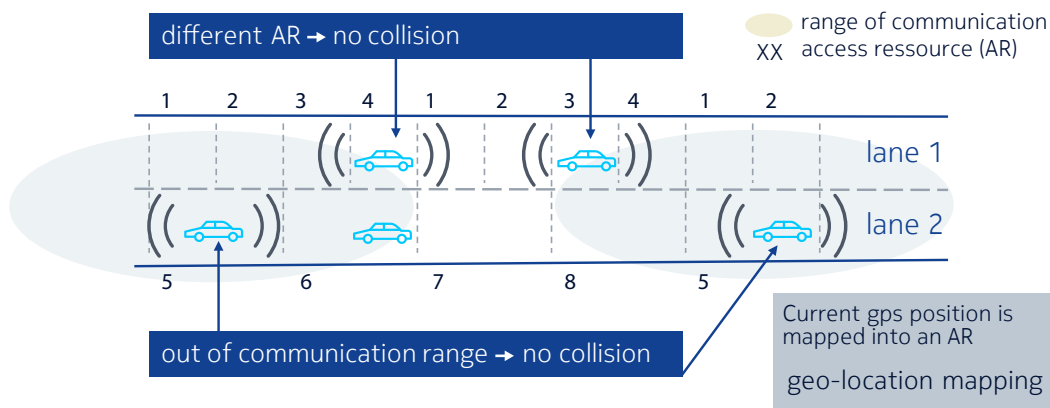 different AR → no collision
range of communication
XX access ressource (AR)
1 2 3 4 1 2 3 4 1 2
lane 1
lane 2
5 6 7 8 5
out of communication range → no collision
Current gps position is
mapped into an AR
geo-location mapping